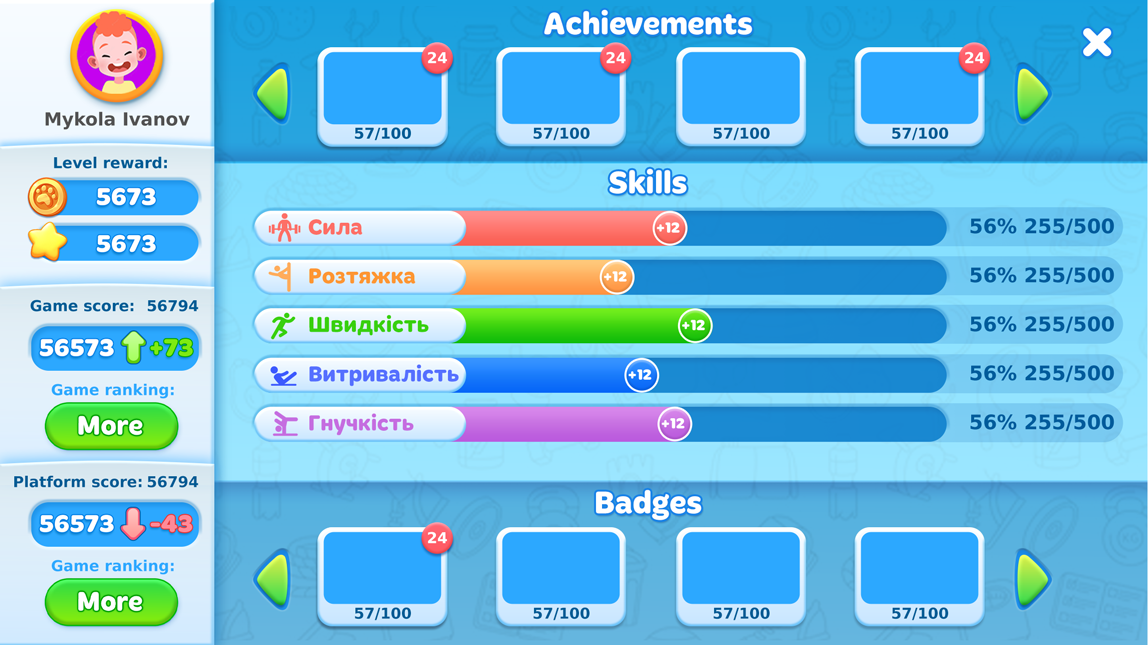 Mykola Ivanov
Level reward:
5673
5673
Game score: 56794
56573 +73
Game ranking:
More
Platform score: 56794
56573 -43
Game ranking:
More
Achievements
24 24 24
57/100 57/100 57/100 57/100
Skills
Сила +12 56% 255/500
Розтяжка +12 56% 255/500
Швидкість +12 56% 255/500
Витривалість +12 56% 255/500
Гнучкість +12 56% 255/500
Badges
24
57/100 57/100 57/100 57/100